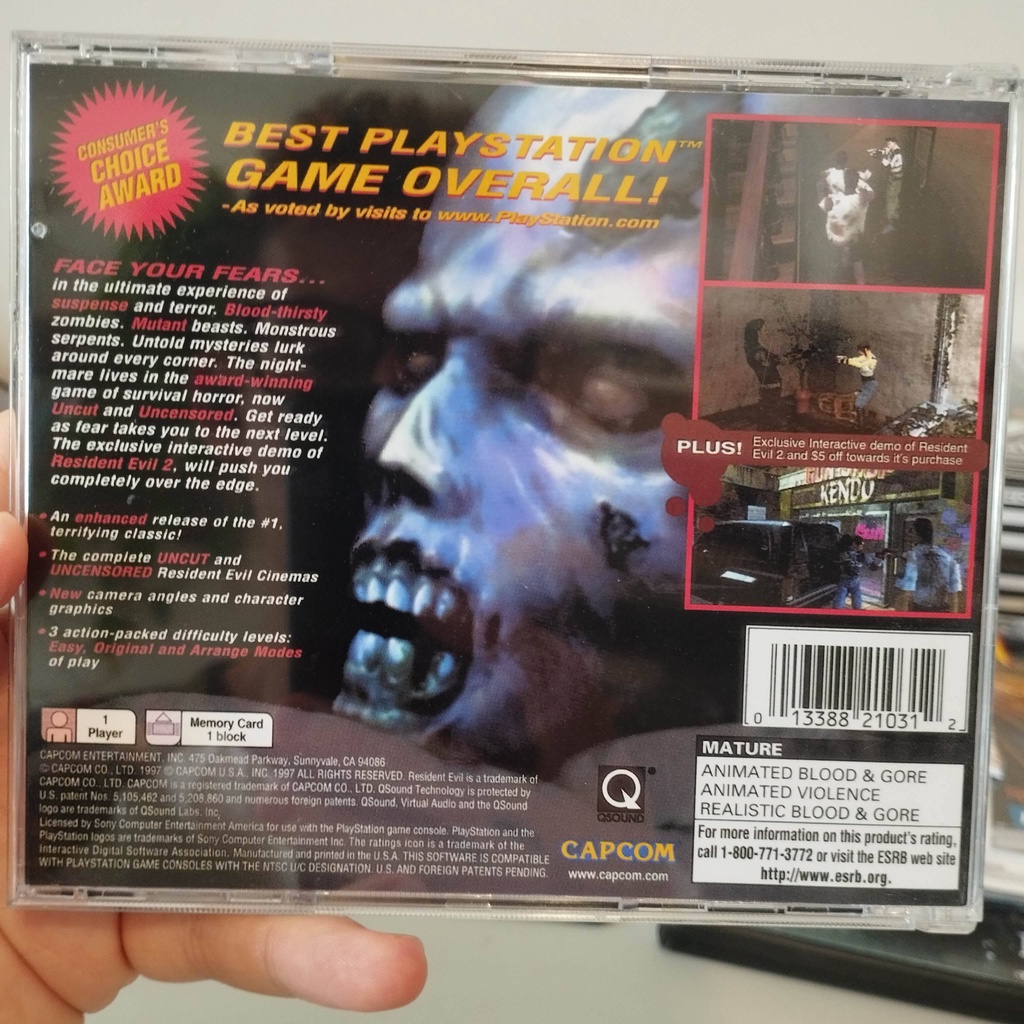 CONSUMER'S
CHOICE
AWARD
BEST PLAYSTATION™
GAME OVERALL!
-As voted by visits to www.PlayStation.com
FACE YOUR FEARS...
in the ultimate experience of
suspense and terror. Blood-thirsty
zombies. Mutant beasts. Monstrous
serpents. Untold mysteries lurk
around every corner. The night-
mare lives in the award-winning
game of survival horror, now
Uncut and Uncensored. Get ready
as fear takes you to the next level.
The exclusive interactive demo of
Resident Evil 2, will push you
completely over the edge.
• An enhanced release of the #1,
terrifying classic!
• The complete UNCUT and
UNCENSORED Resident Evil Cinemas
• New camera angles and character
graphics
• 3 action-packed difficulty levels:
Easy, Original and Arrange Modes
of play
PLUS!
Exclusive Interactive demo of Resident
Evil 2 and $5 off towards it's purchase
KENDO
1
Player
Memory Card
1 block
CAPCOM ENTERTAINMENT, INC. 475 Oakmead Parkway, Sunnyvale, CA 94086
© CAPCOM CO., LTD. 1997 © CAPCOM U.S.A., INC. 1997 ALL RIGHTS RESERVED. Resident Evil is a trademark of
CAPCOM CO., LTD. CAPCOM is a registered trademark of CAPCOM CO., LTD. QSound Technology is protected by
U.S. patent Nos. 5,105,462 and 5,208,860 and numerous foreign patents. QSound, Virtual Audio and the QSound
logo are trademarks of QSound Labs. Inc,
Licensed by Sony Computer Entertainment America for use with the PlayStation game console. PlayStation and the
PlayStation logos are trademarks of Sony Computer Entertainment Inc. The ratings icon is a trademark of the
Interactive Digital Software Association. Manufactured and printed in the U.S.A. THIS SOFTWARE IS COMPATIBLE
WITH PLAYSTATION GAME CONSOLES WITH THE NTSC U/C DESIGNATION. U.S. AND FOREIGN PATENTS PENDING.
Q
QSOUND
CAPCOM
www.capcom.com
0 13388 21031 2
MATURE
ANIMATED BLOOD & GORE
ANIMATED VIOLENCE
REALISTIC BLOOD & GORE
For more information on this product's rating,
call 1-800-771-3772 or visit the ESRB web site
http://www.esrb.org.